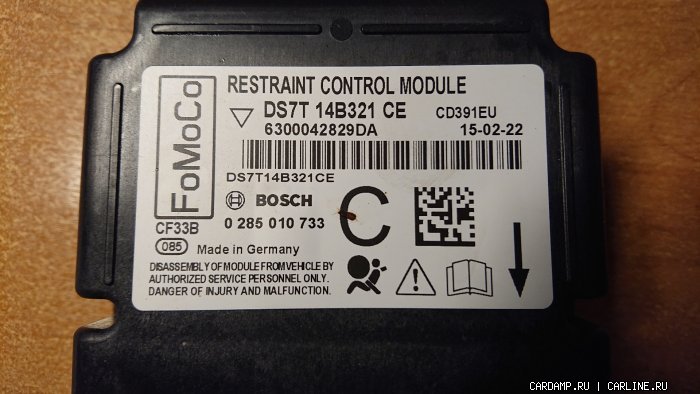 FoMoCo
RESTRAINT CONTROL MODULE
DS7T 14B321 CE CD391EU
6300042829DA 15-02-22
DS7T14B321CE
BOSCH
0 285 010 733
C
CF33B
085
Made in Germany
DISASSEMBLY OF MODULE FROM VEHICLE BY
AUTHORIZED SERVICE PERSONNEL ONLY.
DANGER OF INJURY AND MALFUNCTION.
CARDAMP.RU | CARLINE.RU